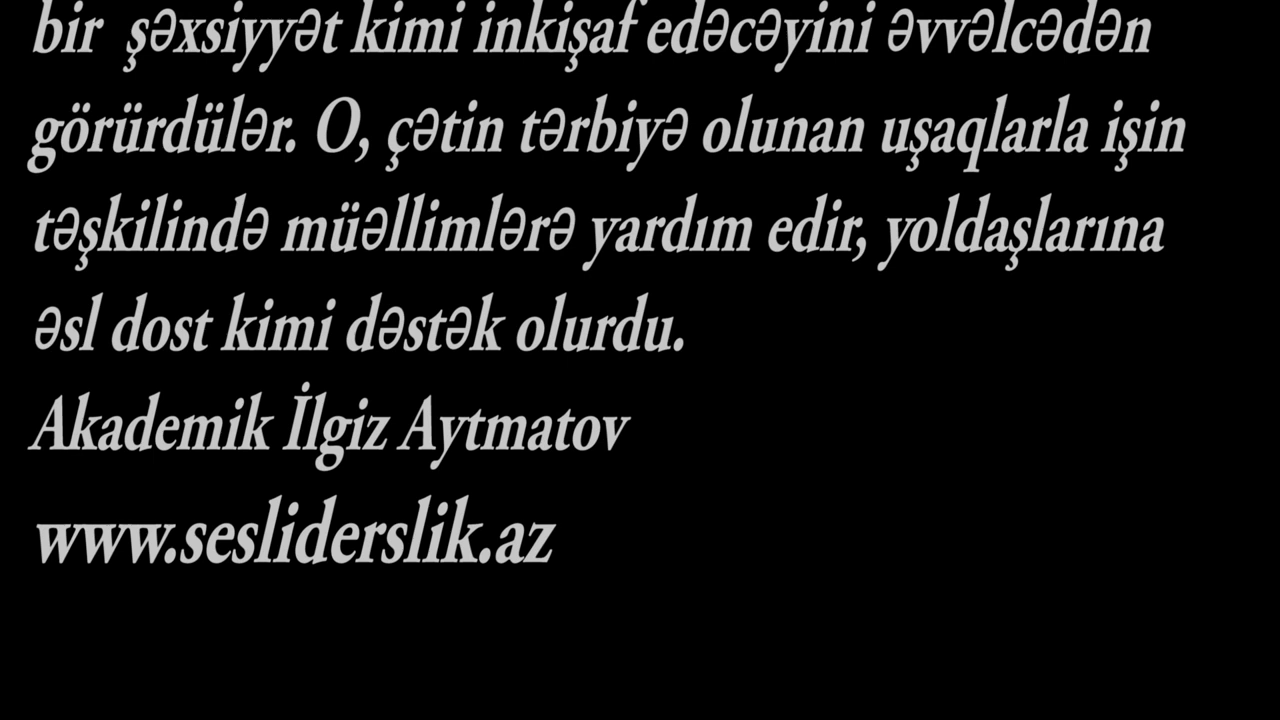 bir şəxsiyyət kimi inkişaf edəcəyini əvvəlcədən
görürdülər. O, çətin tərbiyə olunan uşaqlarla işin
təşkilində müəllimlərə yardım edir, yoldaşlarına
əsl dost kimi dəstək olurdu.
Akademik İlgiz Aytmatov
www.sesliderslik.az